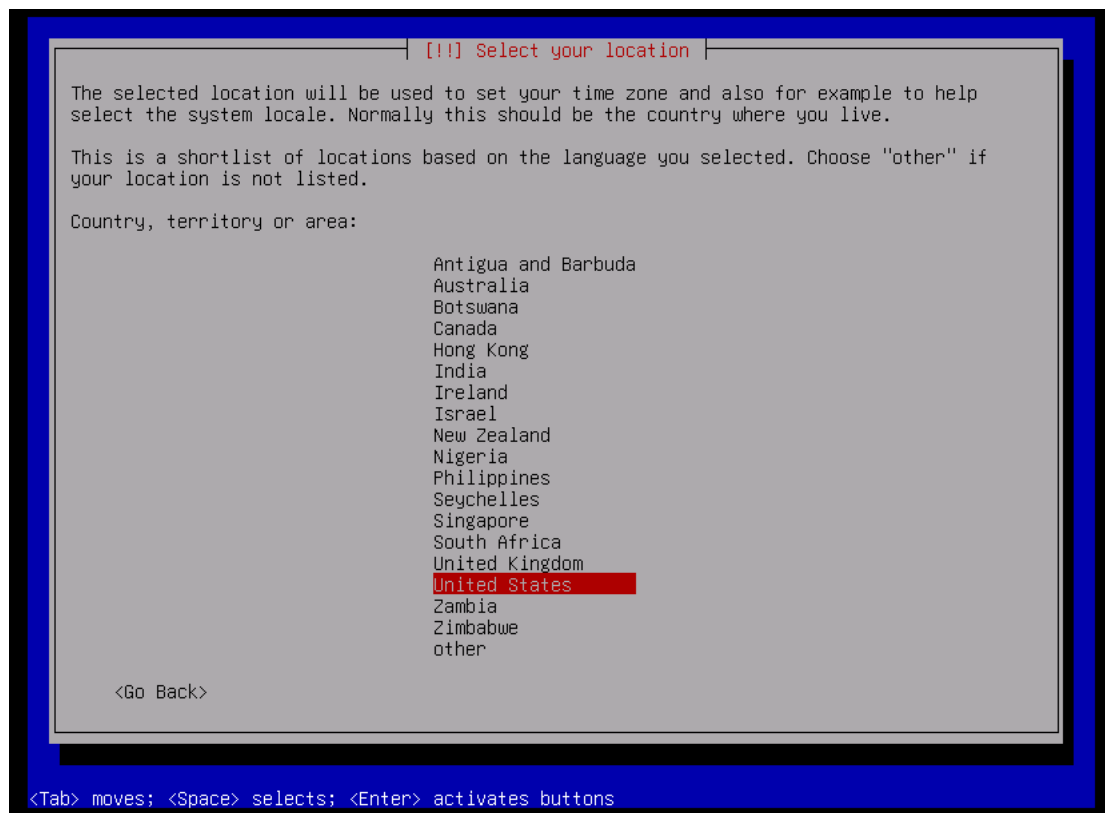 [!!] Select your location
The selected location will be used to set your time zone and also for example to help
select the system locale. Normally this should be the country where you live.
This is a shortlist of locations based on the language you selected. Choose "other" if
your location is not listed.
Country, territory or area:
Antigua and Barbuda
Australia
Botswana
Canada
Hong Kong
India
Ireland
Israel
New Zealand
Nigeria
Philippines
Seychelles
Singapore
South Africa
United Kingdom
United States
Zambia
Zimbabwe
other
<Go Back>
<Tab> moves; <Space> selects; <Enter> activates buttons